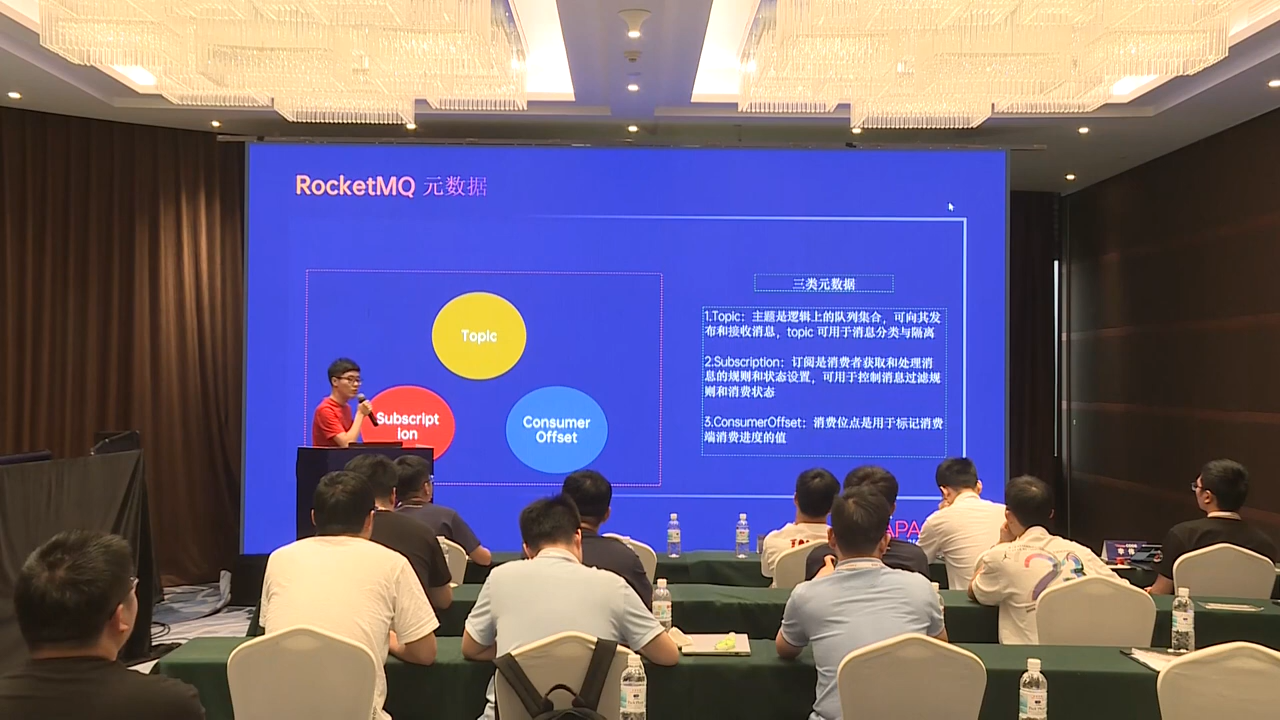 RocketMQ 元数据
Topic
Subscript
ion
Consumer
Offset
三类元数据
1.Topic：主题是逻辑上的队列集合，可向其发
布和接收消息，topic 可用于消息分类与隔离
2.Subscription：订阅是消费者获取和处理消
息的规则和状态设置，可用于控制消息过滤规
则和消费状态
3.ConsumerOffset：消费位点是用于标记消费
端消费进度的值
APA